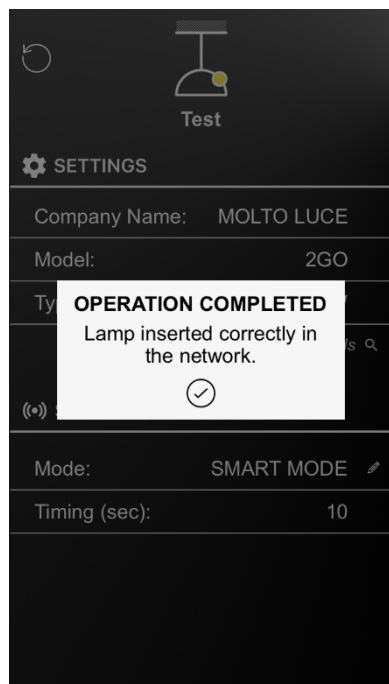 Test
SETTINGS
Company Name: MOLTO LUCE
Model: 2GO
Ty
OPERATION COMPLETED
Lamp inserted correctly in
the network.
Mode: SMART MODE
Timing (sec): 10